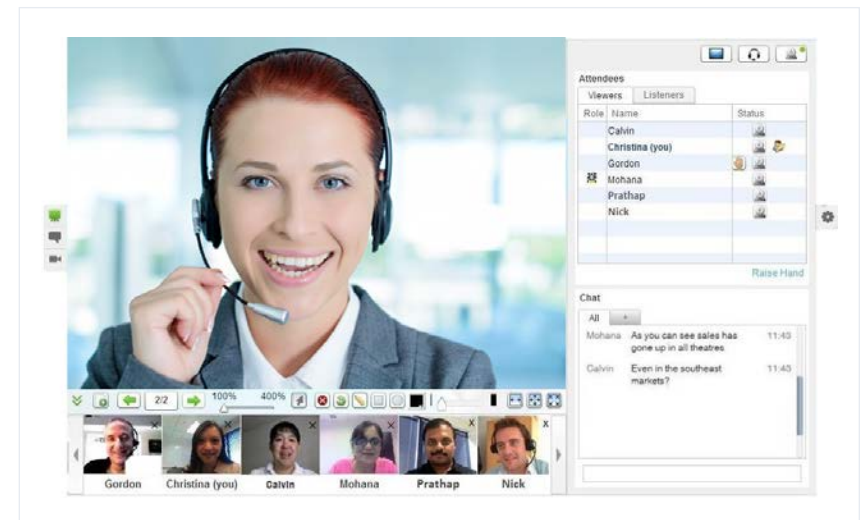 Attendees
Viewers Listeners
Role Name Status
Calvin
Christina (you)
Gordon
Mohana
Prathap
Nick
Raise Hand
Chat
All +
Mohana As you can see sales has 11:43
gone up in all theatres
Calvin Even in the southeast 11:43
markets?
2/2 100% 400%
x x x x x x
Gordon Christina (you) Calvin Mohana Prathap Nick